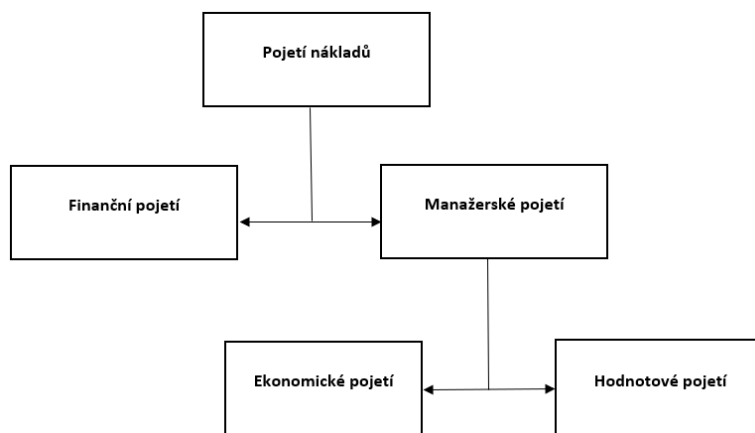 Pojetí nákladů
Finanční pojetí
Manažerské pojetí
Ekonomické pojetí
Hodnotové pojetí